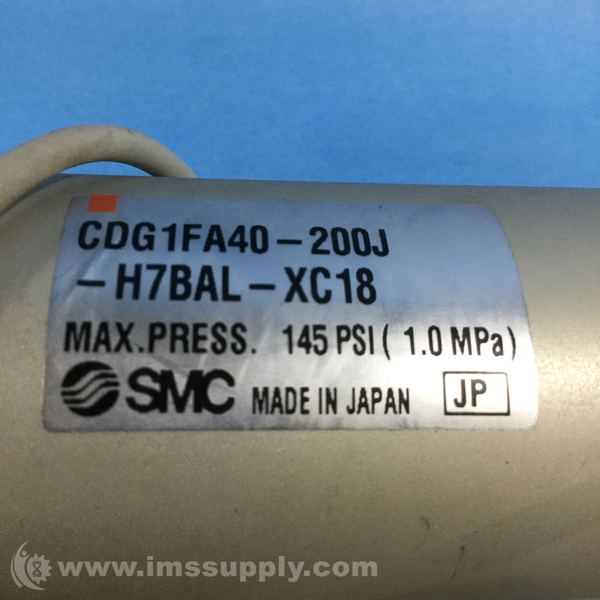 CDG1FA40-200J
-H7BAL-XC18
MAX.PRESS. 145 PSI ( 1.0 MPa)
SMC MADE IN JAPAN JP
www.imssupply.com